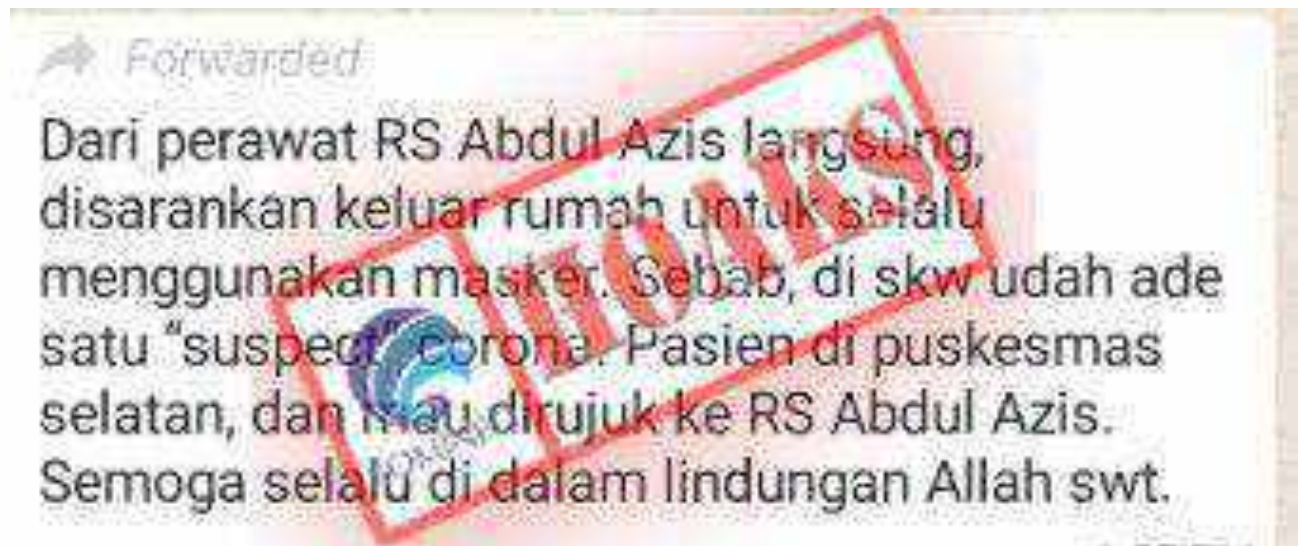 Forwarded
Dari perawat RS Abdul Azis langsung,
disarankan keluar rumah untuk selalu
menggunakan masker. Sebab, di skw udah ade
satu "suspect" corona. Pasien di puskesmas
selatan, dan mau dirujuk ke RS Abdul Azis.
Semoga selalu di dalam lindungan Allah swt.
HOAKS